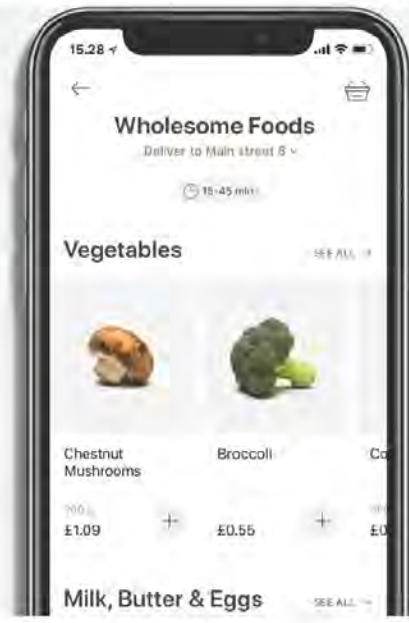 15.28
Wholesome Foods
Deliver to Main street 8
15-45 min
Vegetables
SEE ALL
Chestnut
Mushrooms
Broccoli
£1.09
£0.55
Milk, Butter & Eggs
SEE ALL